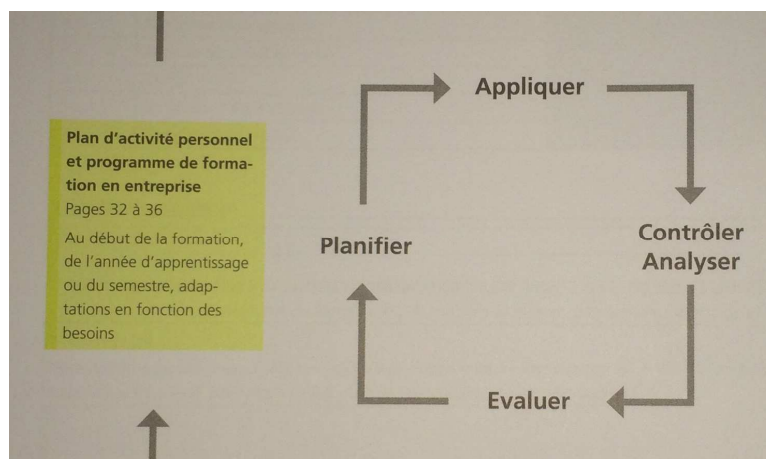 Plan d'activité personnel
et programme de forma-
tion en entreprise
Pages 32 à 36
Au début de la formation,
de l'année d'apprentissage
ou du semestre, adap-
tations en fonction des
besoins
Appliquer
Contrôler
Analyser
Evaluer
Planifier